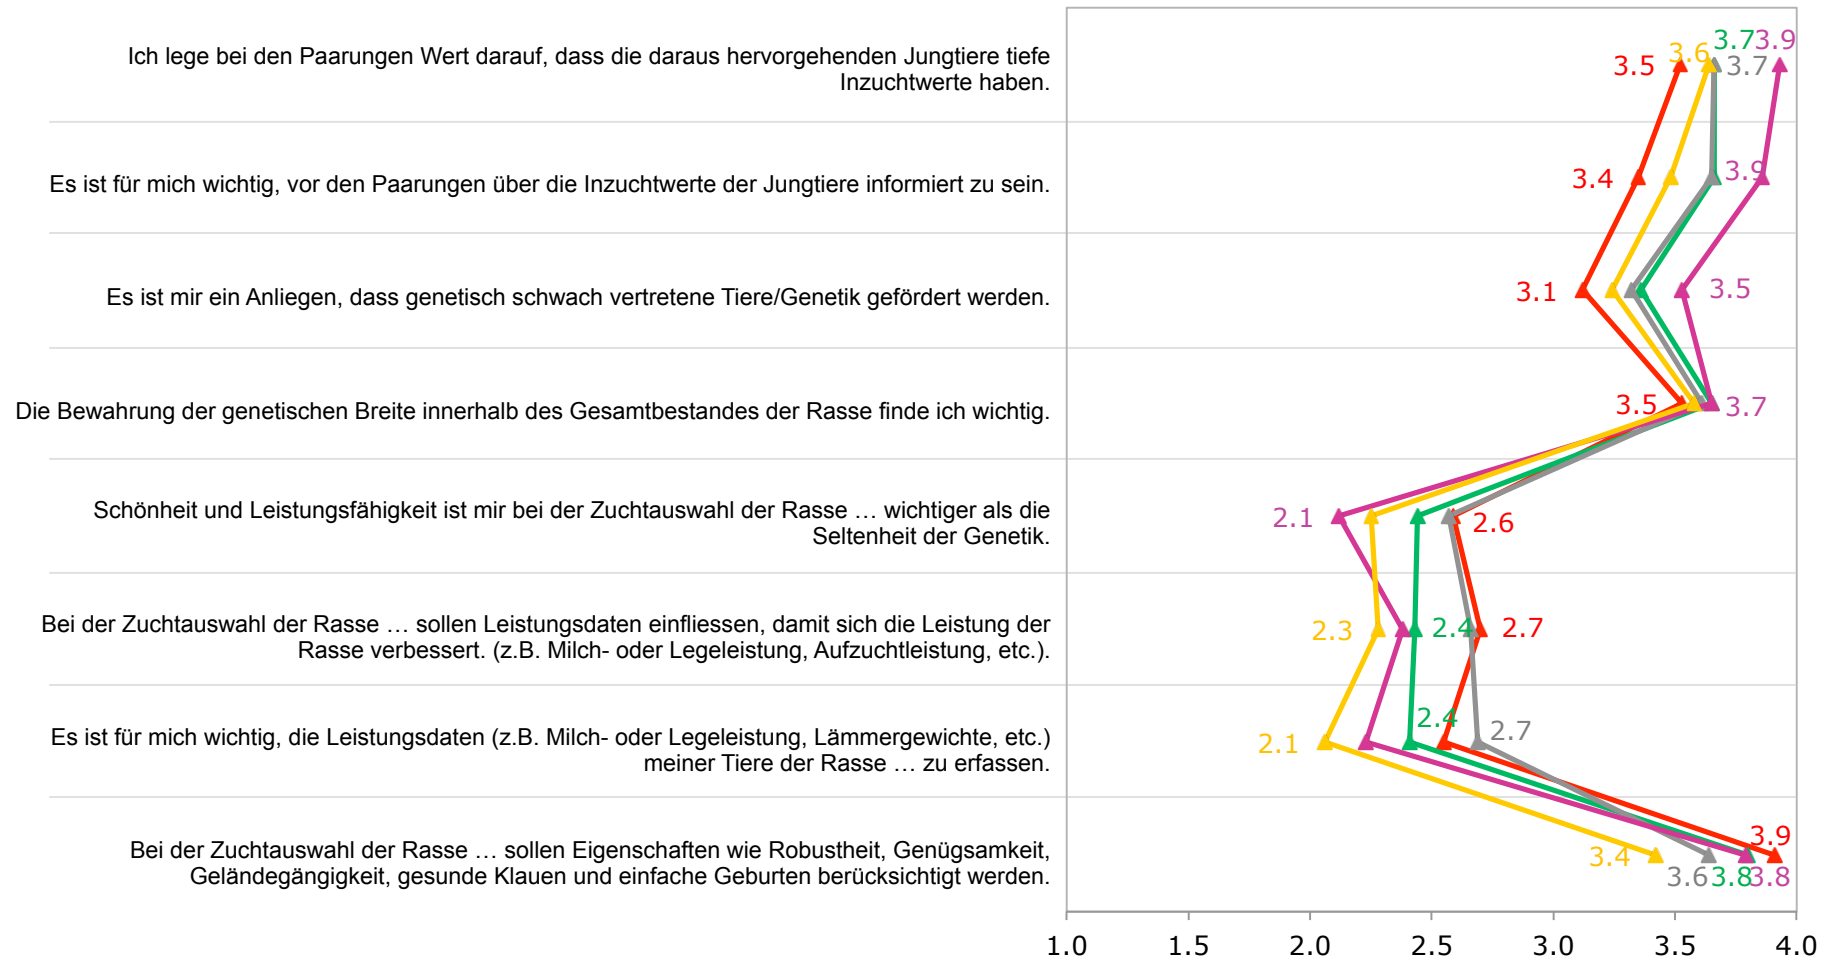 3.7 3.9
3.6
Ich lege bei den Paarungen Wert darauf, dass die daraus hervorgehenden Jungtiere tiefe
3.5 3.7
Inzuchtwerte haben.
Es ist für mich wichtig, vor den Paarungen über die Inzuchtwerte der Jungtiere informiert zu sein.
3.4 3.9
Es ist mir ein Anliegen, dass genetisch schwach vertretene Tiere/Genetik gefördert werden.
3.1 3.5
Die Bewahrung der genetischen Breite innerhalb des Gesamtbestandes der Rasse finde ich wichtig.
3.5 3.7
Schönheit und Leistungsfähigkeit ist mir bei der Zuchtauswahl der Rasse … wichtiger als die
Seltenheit der Genetik.
2.1 2.6
Bei der Zuchtauswahl der Rasse … sollen Leistungsdaten einfliessen, damit sich die Leistung der
Rasse verbessert. (z.B. Milch- oder Legeleistung, Aufzuchtleistung, etc.).
2.3 2.4 2.7
Es ist für mich wichtig, die Leistungsdaten (z.B. Milch- oder Legeleistung, Lämmergewichte, etc.)
meiner Tiere der Rasse … zu erfassen.
2.1 2.4 2.7
Bei der Zuchtauswahl der Rasse … sollen Eigenschaften wie Robustheit, Genügsamkeit,
Geländegängigkeit, gesunde Klauen und einfache Geburten berücksichtigt werden.
3.9
3.4
3.6 3.8 3.8
1.0 1.5 2.0 2.5 3.0 3.5 4.0